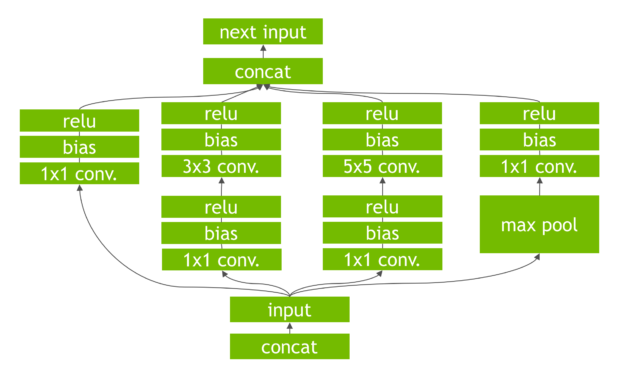 next input
concat
relu
bias
1x1 conv.
relu
bias
3x3 conv.
relu
bias
1x1 conv.
relu
bias
5x5 conv.
relu
bias
1x1 conv.
relu
bias
1x1 conv.
max pool
input
concat